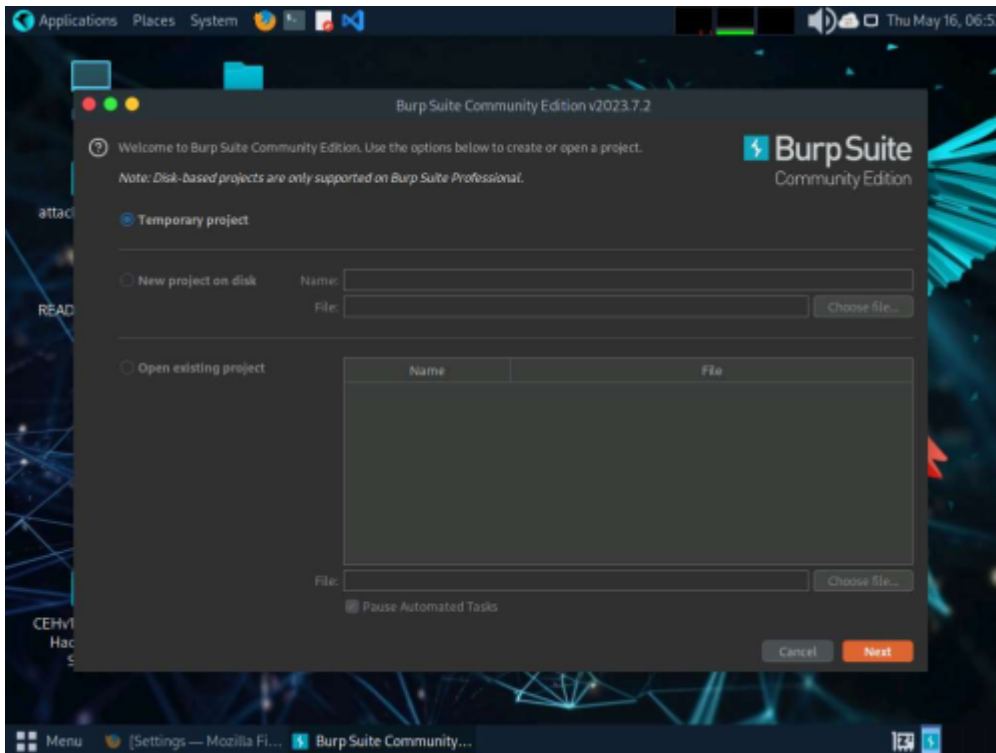 Applications Places System
Thu May 16, 06:5
Burp Suite Community Edition v2023.7.2
Welcome to Burp Suite Community Edition. Use the options below to create or open a project.
Note: Disk-based projects are only supported on Burp Suite Professional.
Burp Suite
Community Edition
Temporary project
New project on disk
Name:
File:
Choose file...
Open existing project
Name
File
File:
Choose file...
Pause Automated Tasks
Cancel
Next
attac
READ
CEHv1
Hac
S
Menu
[Settings — Mozilla Fi...
Burp Suite Community...